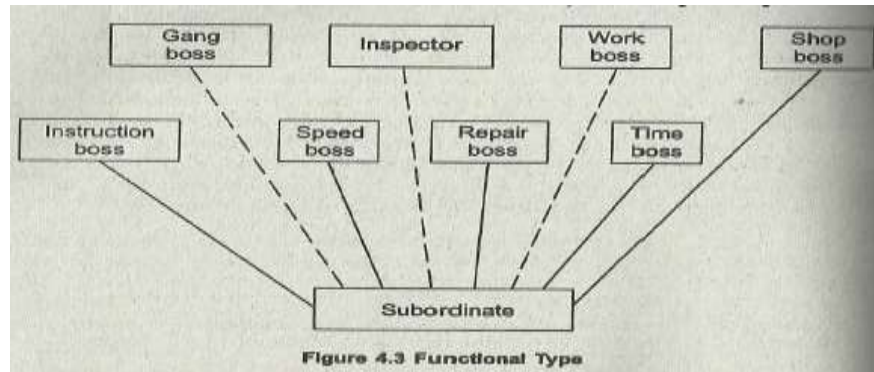 Gang
boss
Inspector
Work
boss
Shop
boss
Instruction
boss
Speed
boss
Repair
boss
Time
boss
Subordinate
Figure 4.3 Functional Type